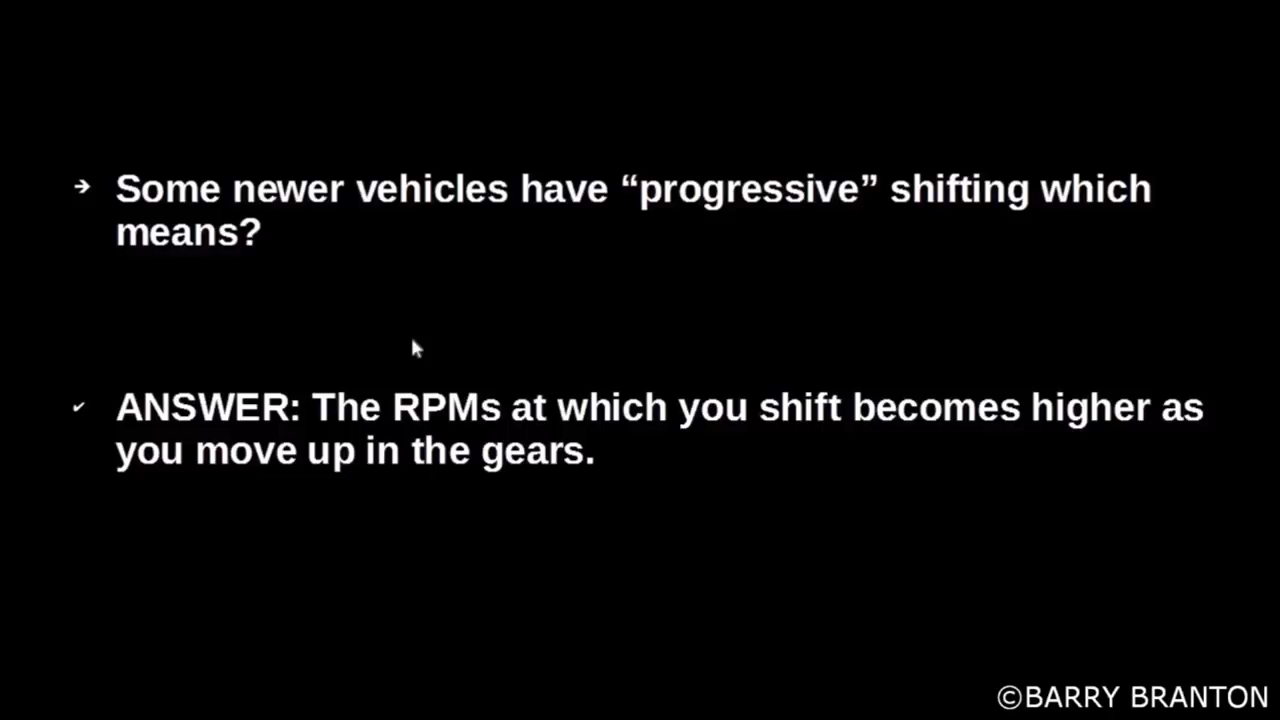 Some newer vehicles have “progressive” shifting which
means?
ANSWER: The RPMs at which you shift becomes higher as
you move up in the gears.
©BARRY BRANTON